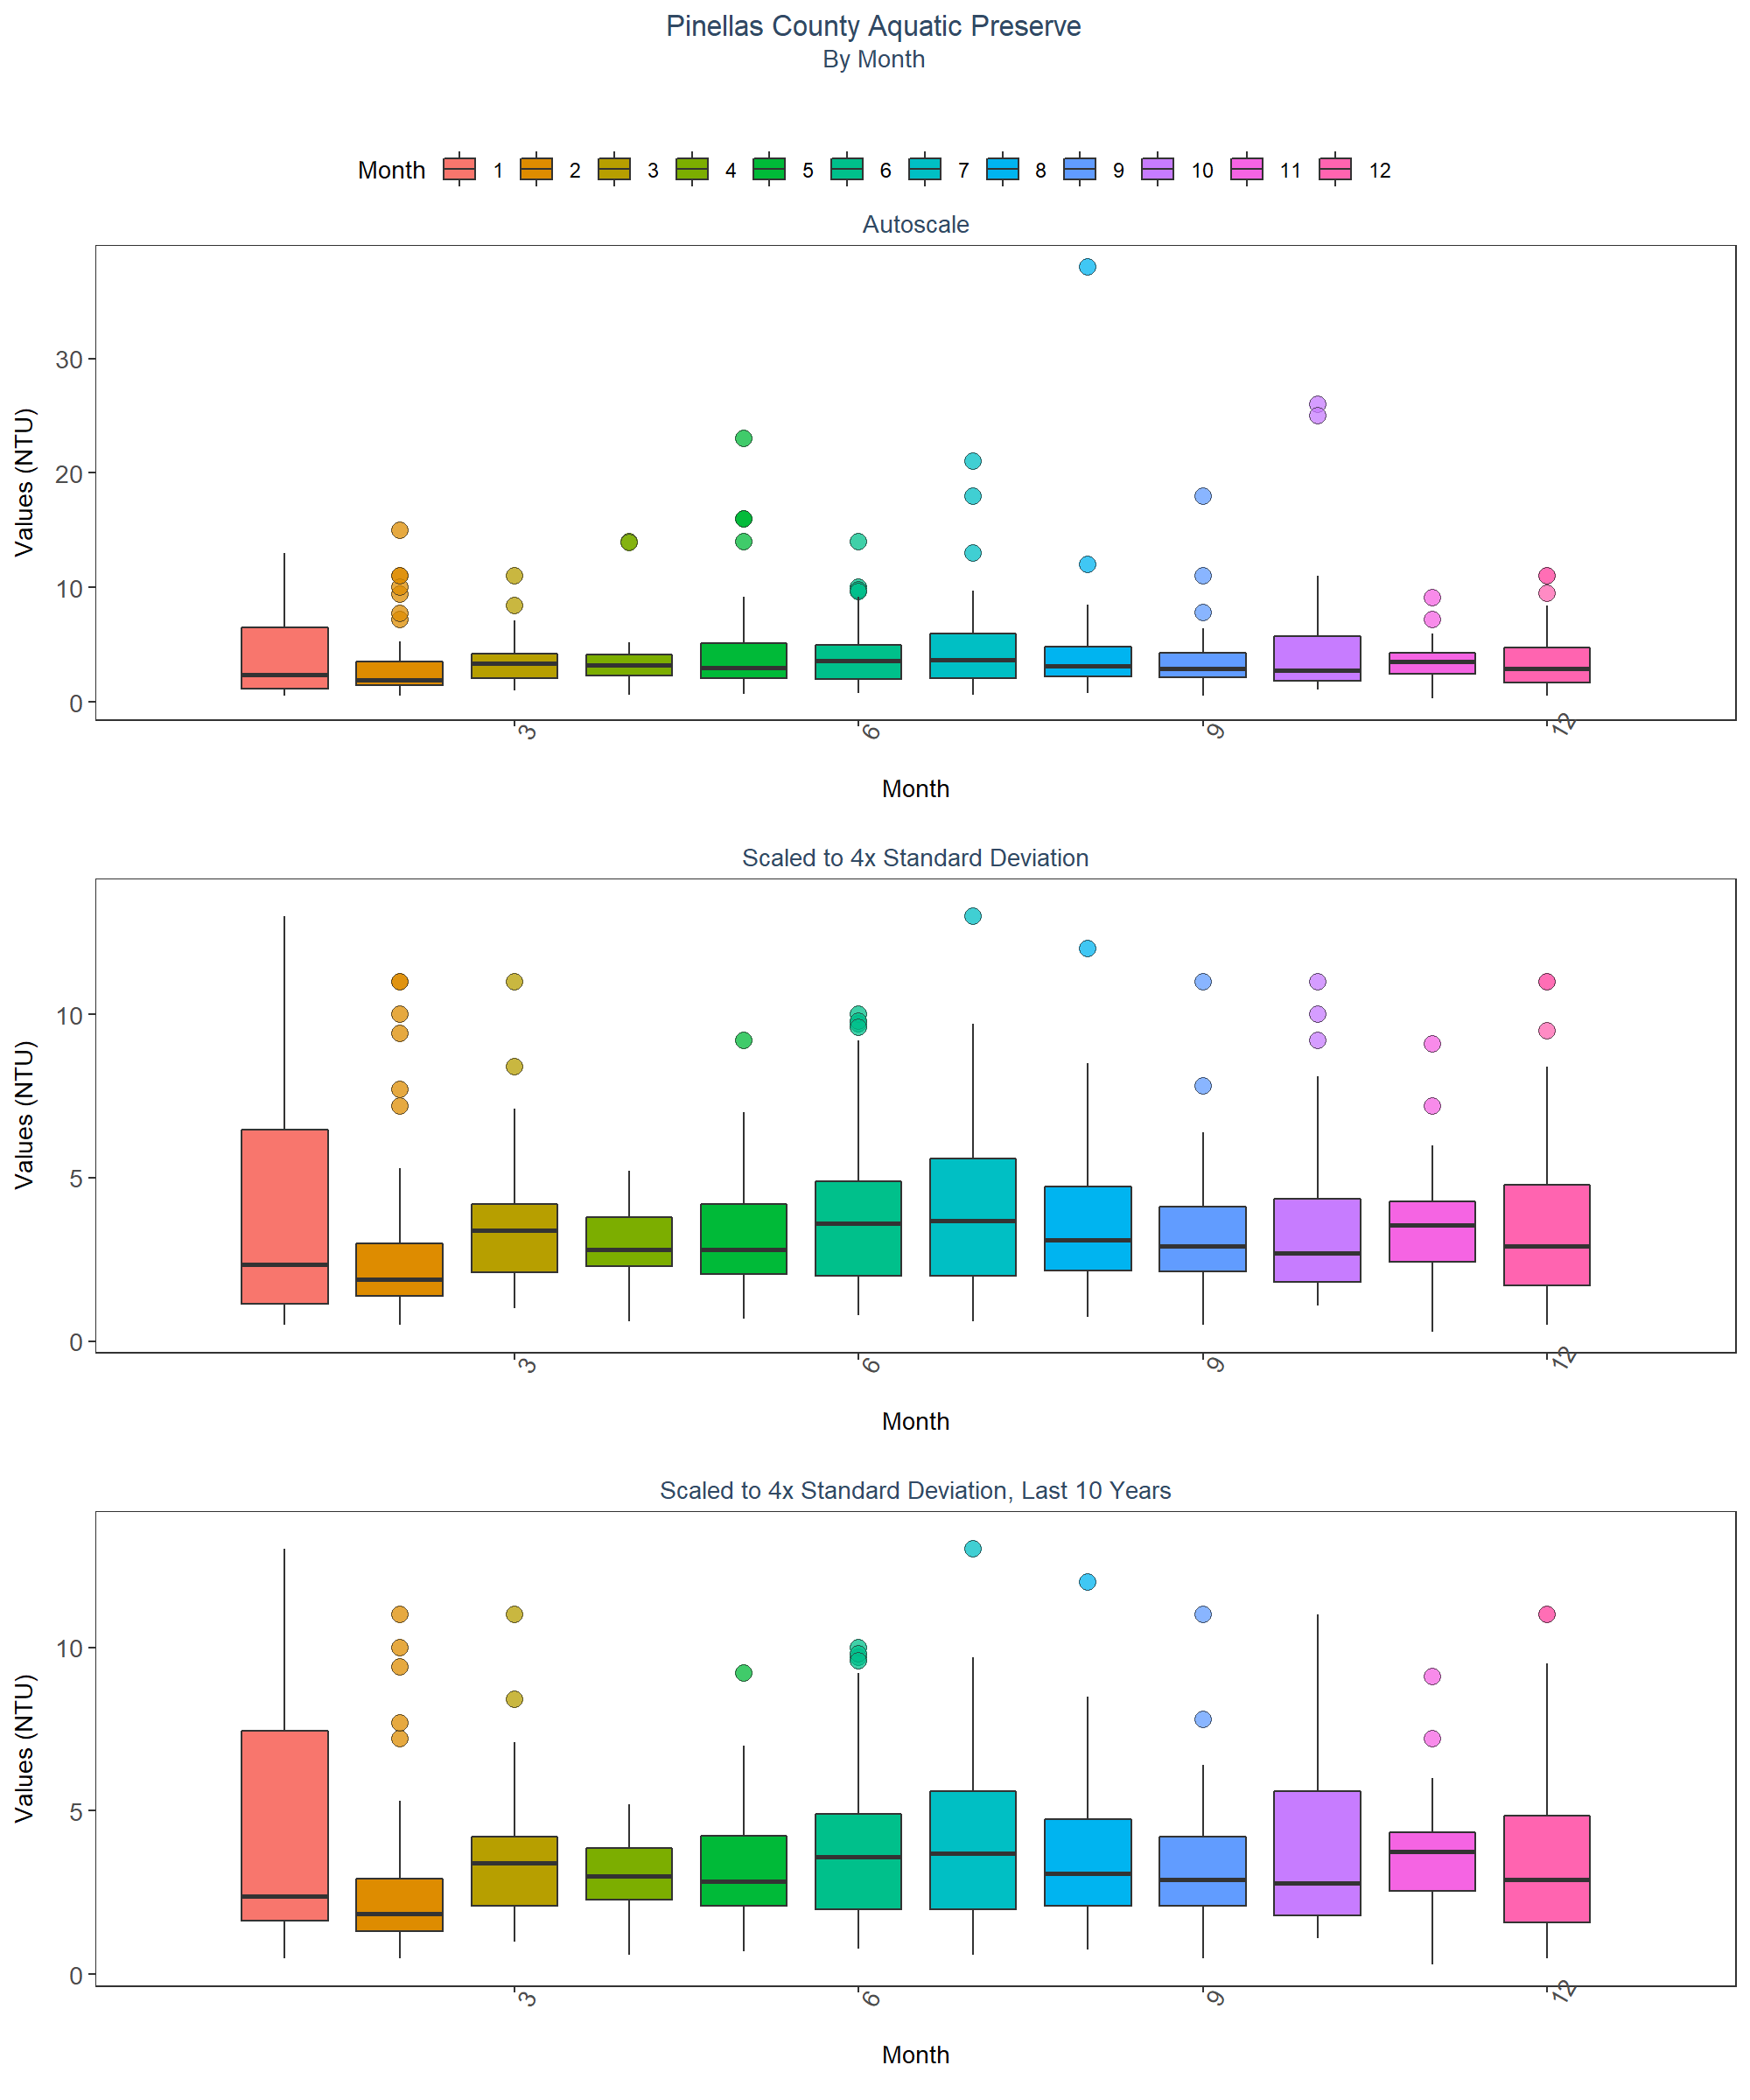 Pinellas County Aquatic Preserve
By Month
Month 1 2 3 4 5 6 7 8 9 10 11 12
Autoscale
Values (NTU)
30
20
10
0
3 6 9 12
Month
Scaled to 4x Standard Deviation
Values (NTU)
10
5
0
3 6 9 12
Month
Scaled to 4x Standard Deviation, Last 10 Years
Values (NTU)
10
5
0
3 6 9 12
Month